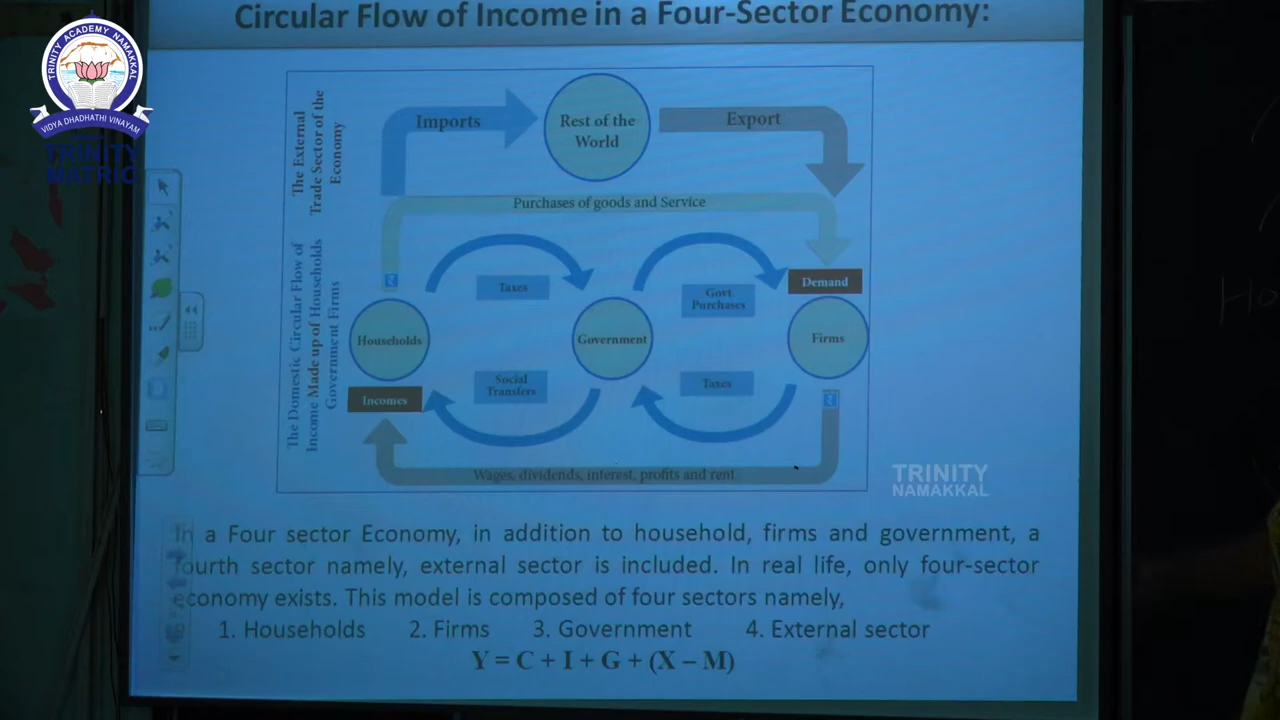 Circular Flow of Income in a Four-Sector Economy:
TRINITY ACADEMY NAMAKKAL
VIDYA DHADHATHI VINAYAM
TRINITY
MATRIC
The External
Trade Sector of the
Economy
Imports
Rest of the
World
Export
Purchases of goods and Service
The Domestic Circular Flow of
Income Made up of Households
Government Firms
₹
Taxes
Govt
Purchases
Demand
Households
Government
Firms
Incomes
Social
Transfers
Taxes
₹
Wages, dividends, interest, profits and rent
TRINITY
NAMAKKAL
In a Four sector Economy, in addition to household, firms and government, a
fourth sector namely, external sector is included. In real life, only four-sector
economy exists. This model is composed of four sectors namely,
1. Households 2. Firms 3. Government 4. External sector
Y = C + I + G + (X – M)